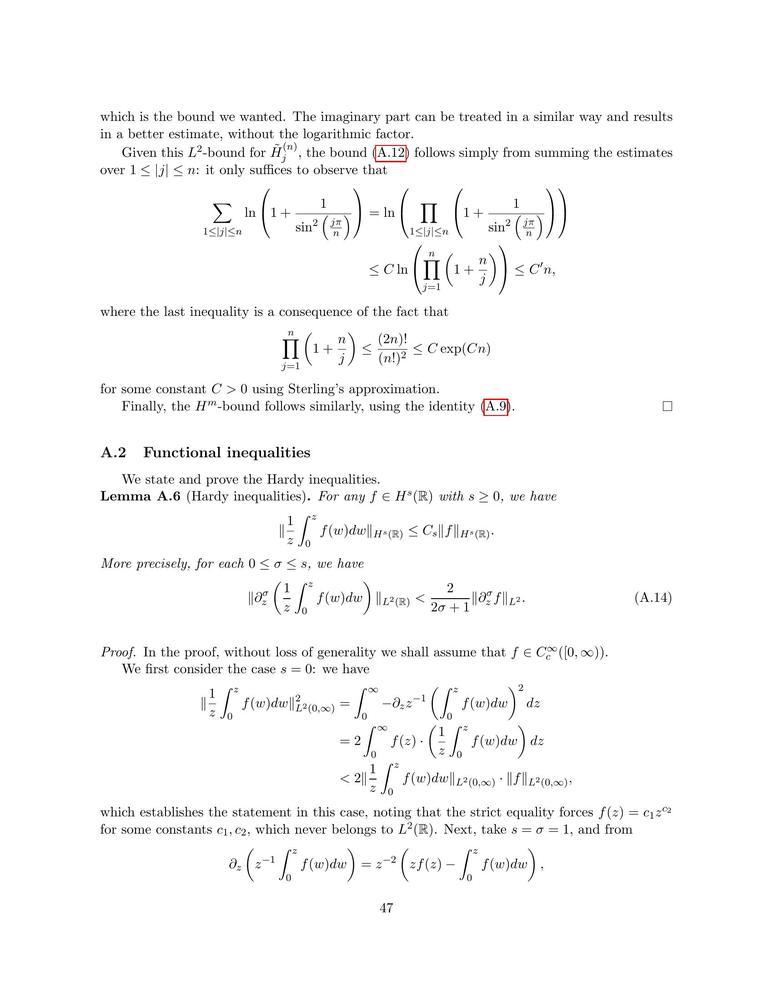 which is the bound we wanted. The imaginary part can be treated in a similar way and results
in a better estimate, without the logarithmic factor.
Given this $L^2$-bound for $\tilde{H}_j^{(n)}$, the bound (A.12) follows simply from summing the estimates
over $1 \leq |j| \leq n$: it only suffices to observe that
$$\sum_{1\leq|j|\leq n} \ln\left(1+\frac{1}{\sin^2\left(\frac{j\pi}{n}\right)}\right) = \ln\left(\prod_{1\leq|j|\leq n}\left(1+\frac{1}{\sin^2\left(\frac{j\pi}{n}\right)}\right)\right)$$
$$\leq C\ln\left(\prod_{j=1}^{n}\left(1+\frac{n}{j}\right)\right) \leq C'n,$$
where the last inequality is a consequence of the fact that
$$\prod_{j=1}^{n}\left(1+\frac{n}{j}\right) \leq \frac{(2n)!}{(n!)^2} \leq C\exp(Cn)$$
for some constant $C > 0$ using Sterling's approximation.
Finally, the $H^m$-bound follows similarly, using the identity (A.9). □
A.2 Functional inequalities
We state and prove the Hardy inequalities.
Lemma A.6 (Hardy inequalities). For any $f \in H^s(\mathbb{R})$ with $s \geq 0$, we have
$$\|\frac{1}{z}\int_0^z f(w)dw\|_{H^s(\mathbb{R})} \leq C_s\|f\|_{H^s(\mathbb{R})}.$$
More precisely, for each $0 \leq \sigma \leq s$, we have
$$\|\partial_z^\sigma\left(\frac{1}{z}\int_0^z f(w)dw\right)\|_{L^2(\mathbb{R})} < \frac{2}{2\sigma+1}\|\partial_z^\sigma f\|_{L^2}. \quad (A.14)$$
Proof. In the proof, without loss of generality we shall assume that $f \in C_c^\infty([0,\infty))$.
We first consider the case $s = 0$: we have
$$\|\frac{1}{z}\int_0^z f(w)dw\|_{L^2(0,\infty)}^2 = \int_0^\infty -\partial_z z^{-1}\left(\int_0^z f(w)dw\right)^2 dz$$
$$= 2\int_0^\infty f(z)\cdot\left(\frac{1}{z}\int_0^z f(w)dw\right)dz$$
$$< 2\|\frac{1}{z}\int_0^z f(w)dw\|_{L^2(0,\infty)}\cdot\|f\|_{L^2(0,\infty)},$$
which establishes the statement in this case, noting that the strict equality forces $f(z) = c_1z^{c_2}$
for some constants $c_1, c_2$, which never belongs to $L^2(\mathbb{R})$. Next, take $s = \sigma = 1$, and from
$$\partial_z\left(z^{-1}\int_0^z f(w)dw\right) = z^{-2}\left(zf(z) - \int_0^z f(w)dw\right),$$
47